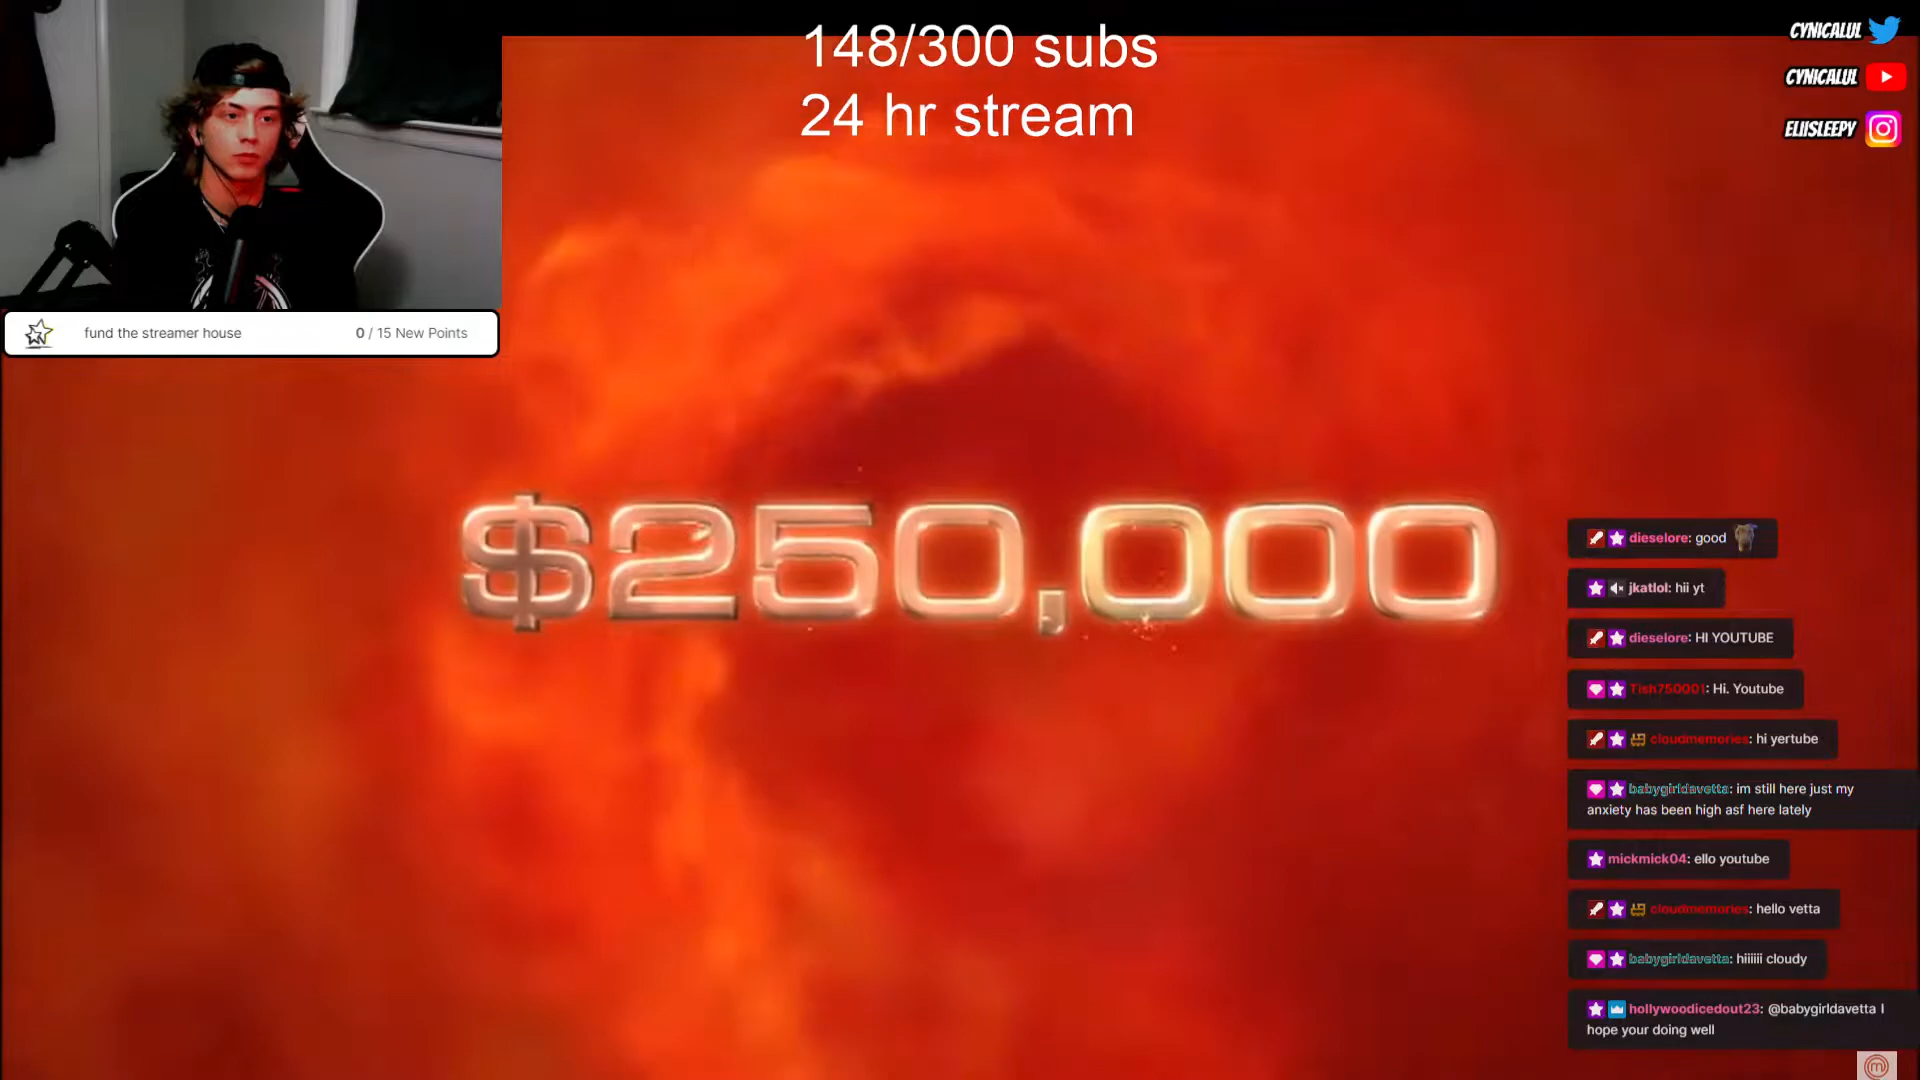 148/300 subs
24 hr stream
CYNICALUL
CYNICALUL
ELIISLEEPY
fund the streamer house
0 / 15 New Points
$250,000
dieselore: good
jkatlol: hii yt
dieselore: HI YOUTUBE
Tish750001: Hi. Youtube
cloudmemories: hi yertube
babygirldavetta: im still here just my
anxiety has been high asf here lately
mickmick04: ello youtube
cloudmemories: hello vetta
babygirldavetta: hiiiiii cloudy
hollywoodicedout23: @babygirldavetta I
hope your doing well